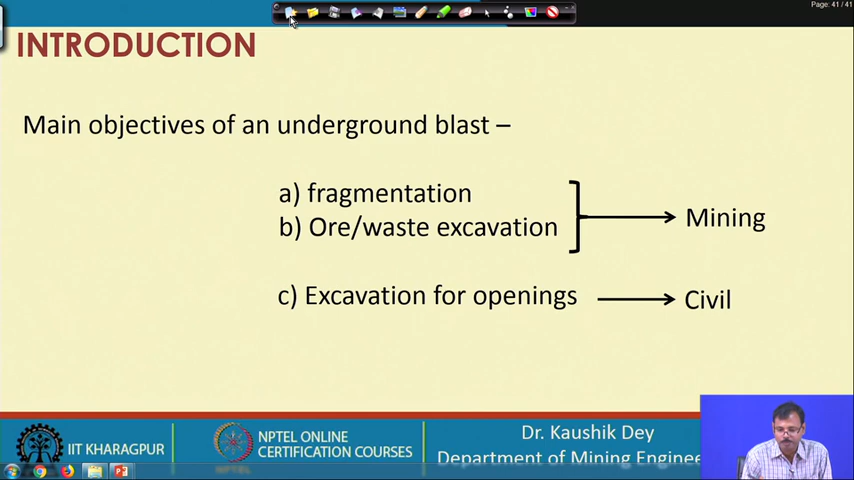 Page: 41 / 41
INTRODUCTION
Main objectives of an underground blast –
a) fragmentation
b) Ore/waste excavation
Mining
c) Excavation for openings
Civil
IIT KHARAGPUR
NPTEL ONLINE
CERTIFICATION COURSES
NPTEL
Dr. Kaushik Dey
Department of Mining Enginee